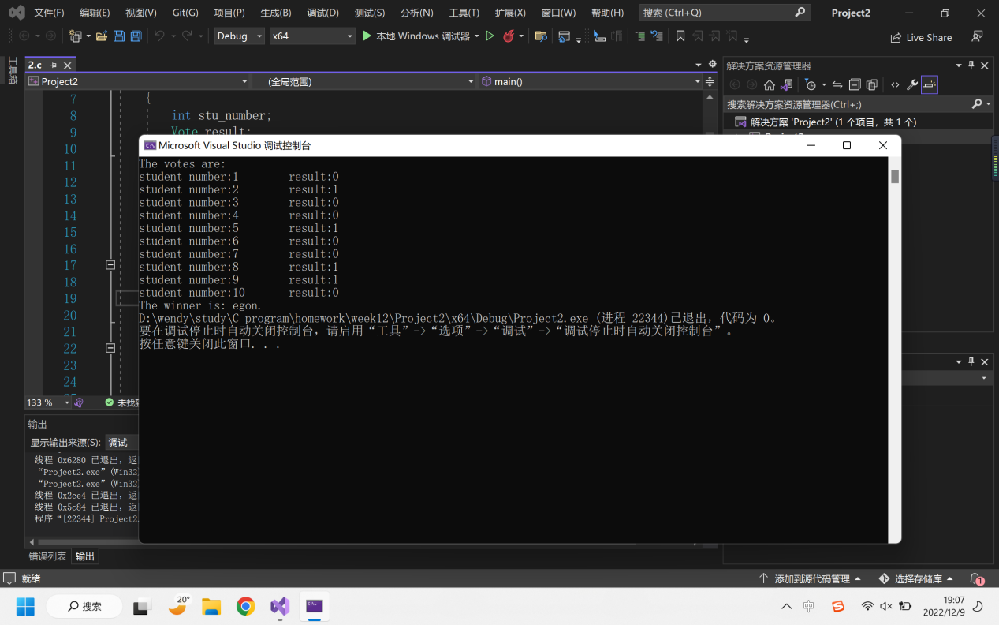 文件(F) 编辑(E) 视图(V) Git(G) 项目(P) 生成(B) 调试(D) 测试(S) 分析(N) 工具(T) 扩展(X) 窗口(W) 帮助(H) 搜索 (Ctrl+Q) Project2
Debug x64 本地 Windows 调试器 Live Share
工具箱
2.c
Project2 (全局范围) main()
7 {
8 int stu_number;
9 Vote result;
10
11
12
13
14
15
16
17
18
19
20
21
22
23
24
25
133 % 未找到
解决方案资源管理器
搜索解决方案资源管理器(Ctrl+;)
解决方案 'Project2' (1 个项目，共 1 个)
Microsoft Visual Studio 调试控制台
The votes are:
student number:1 result:0
student number:2 result:1
student number:3 result:0
student number:4 result:0
student number:5 result:1
student number:6 result:0
student number:7 result:0
student number:8 result:1
student number:9 result:1
student number:10 result:0
The winner is: egon.
D:\wendy\study\C program\homework\week12\Project2\x64\Debug\Project2.exe (进程 22344)已退出，代码为 0。
要在调试停止时自动关闭控制台，请启用“工具”->“选项”->“调试”->“调试停止时自动关闭控制台”。
按任意键关闭此窗口. . .
输出
显示输出来源(S): 调试
线程 0x6280 已退出，返
“Project2.exe” (Win32
“Project2.exe” (Win32
线程 0x2ce4 已退出，返
线程 0x5c84 已退出，返
程序“[22344] Project2.
错误列表 输出
就绪 添加到源代码管理 选择存储库 1
20°
搜索 中 19:07
2022/12/9